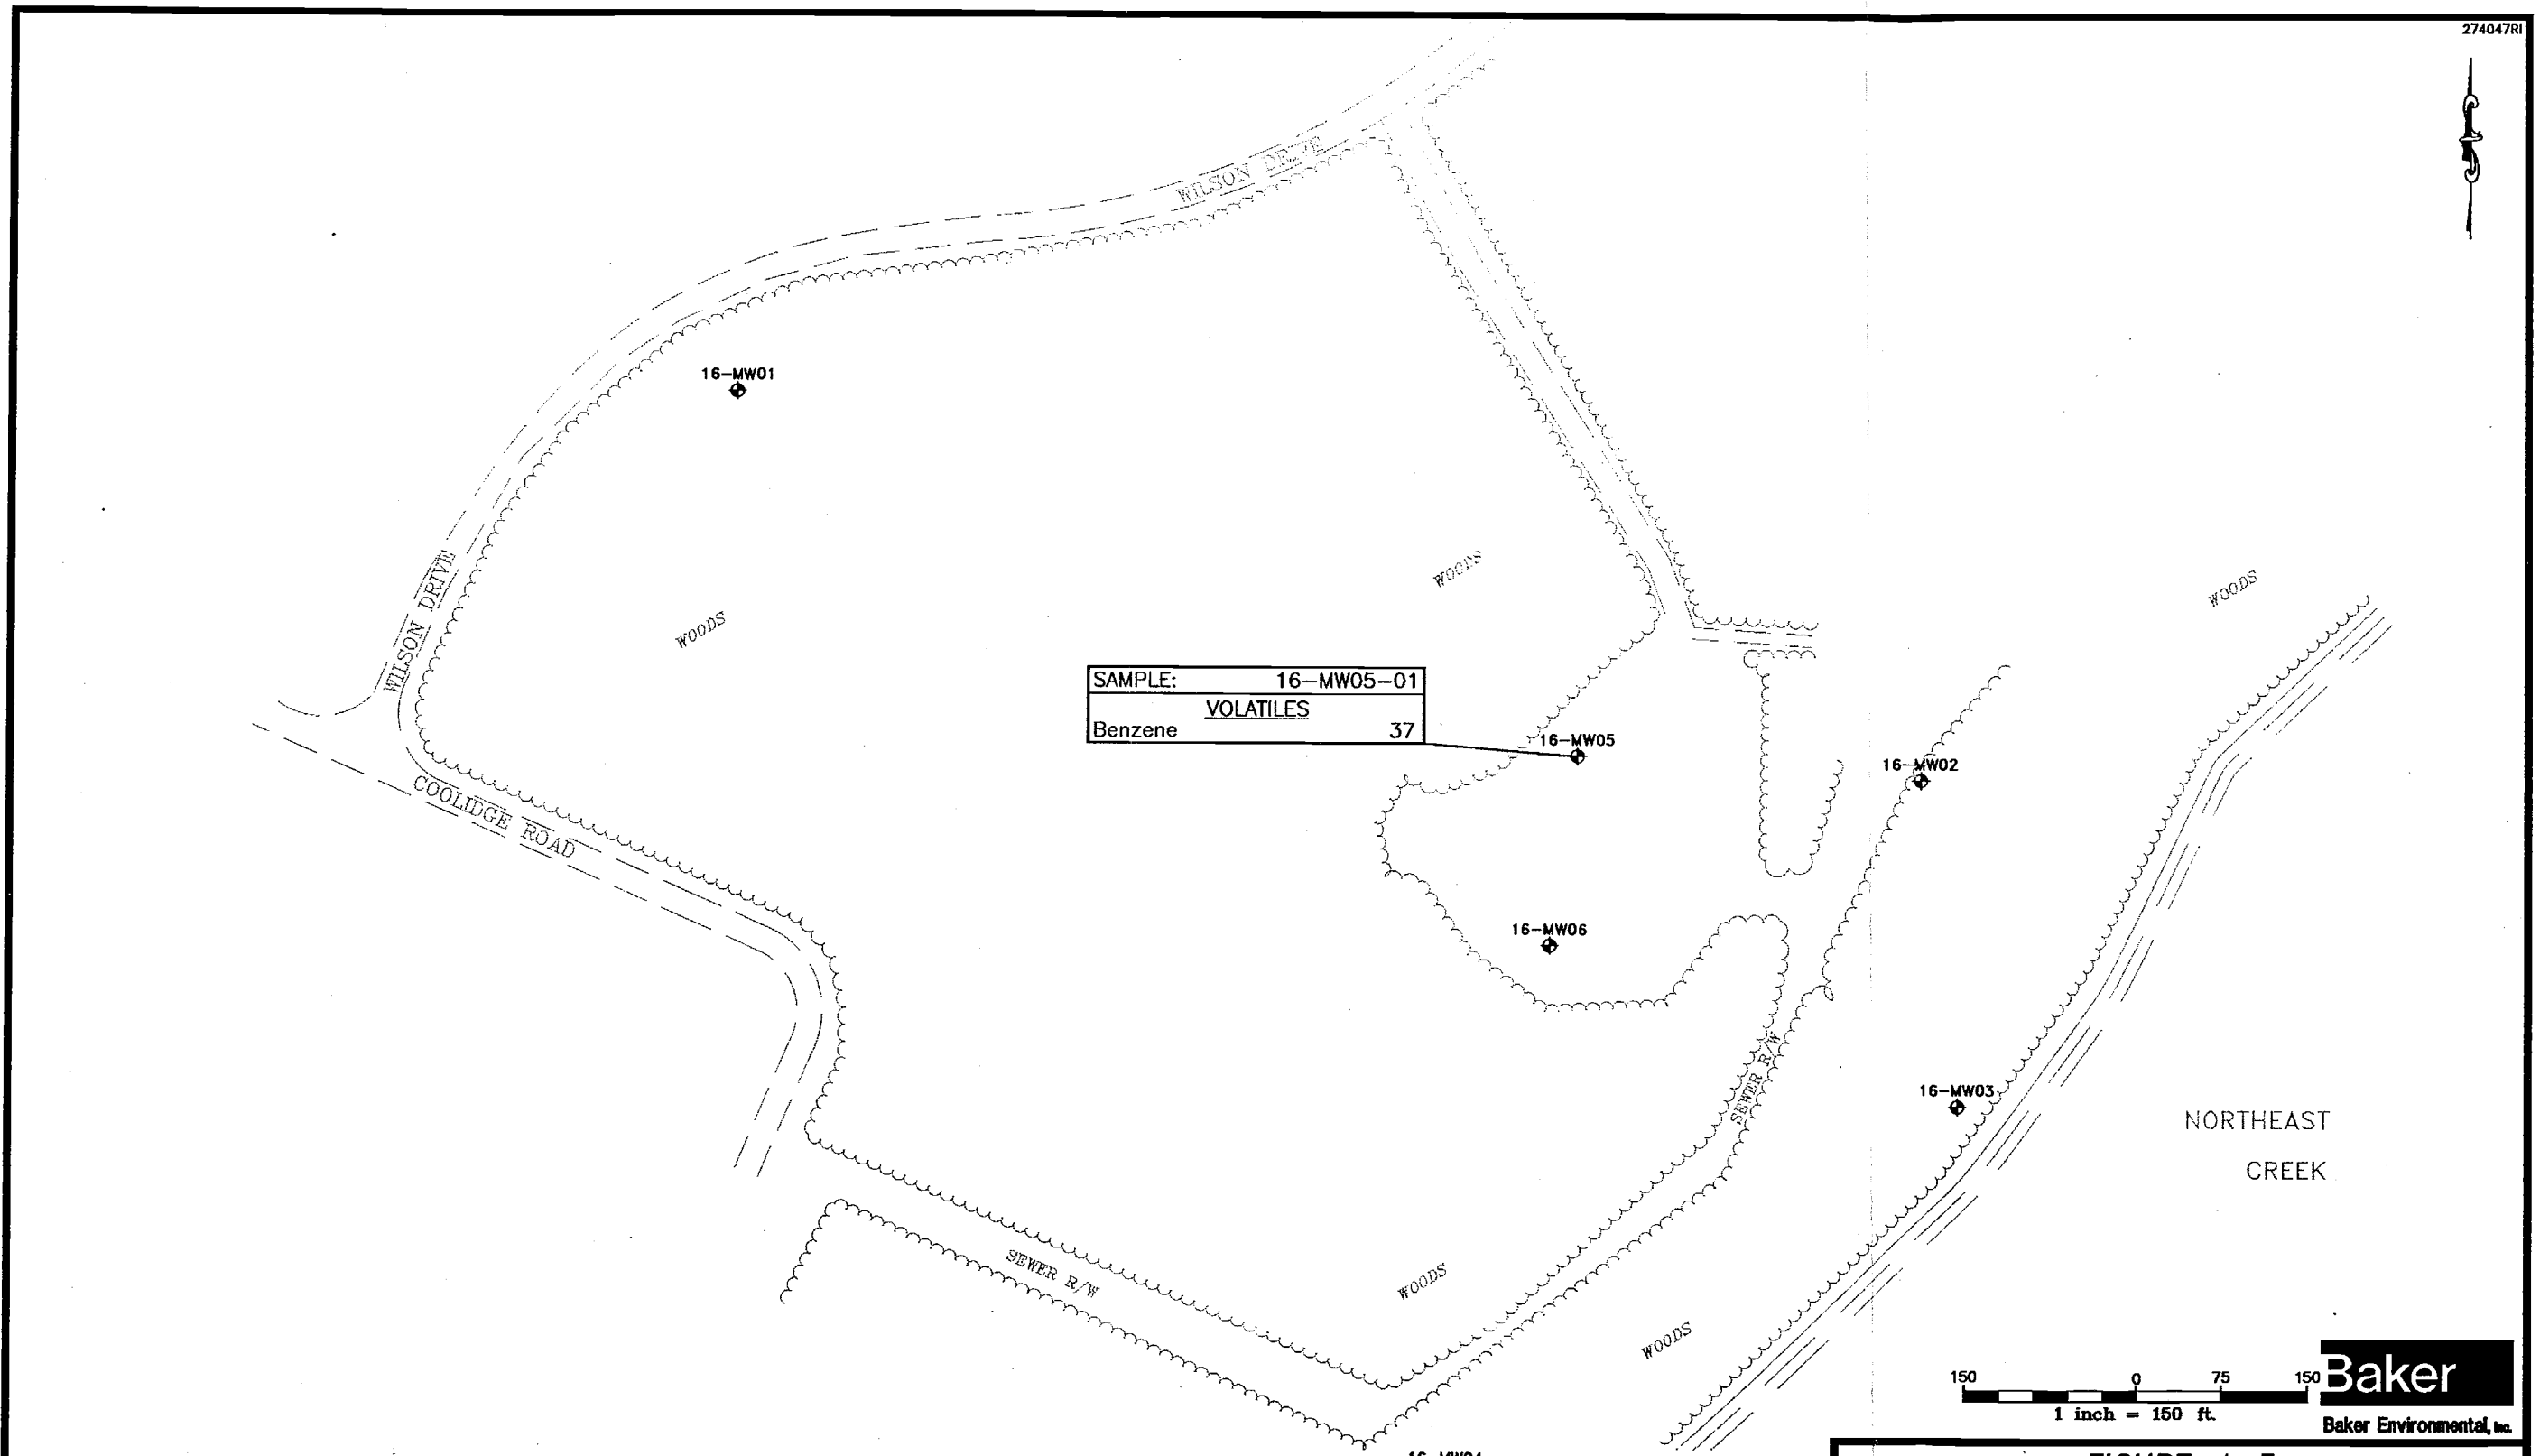 274047RI
WILSON DRIVE
16-MW01
WOODS
WOODS
WOODS
WILSON DRIVE
SAMPLE: 16-MW05-01
VOLATILES
Benzene 37
16-MW05
16-MW02
COOLIDGE ROAD
16-MW06
SEWER R/W
16-MW03
NORTHEAST
CREEK
SEWER R/W
WOODS
WOODS
150 0 75 150
1 inch = 150 ft.
Baker
Baker Environmental, Inc.